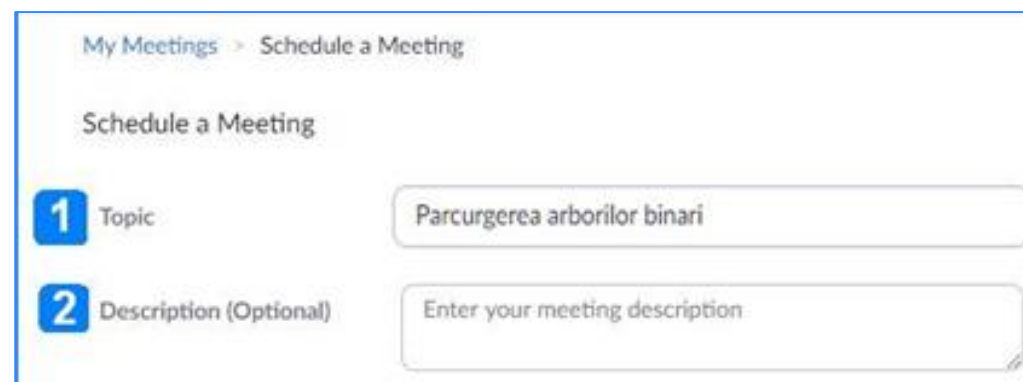 My Meetings > Schedule a Meeting
Schedule a Meeting
1 Topic Parcurgerea arborilor binari
2 Description (Optional) Enter your meeting description